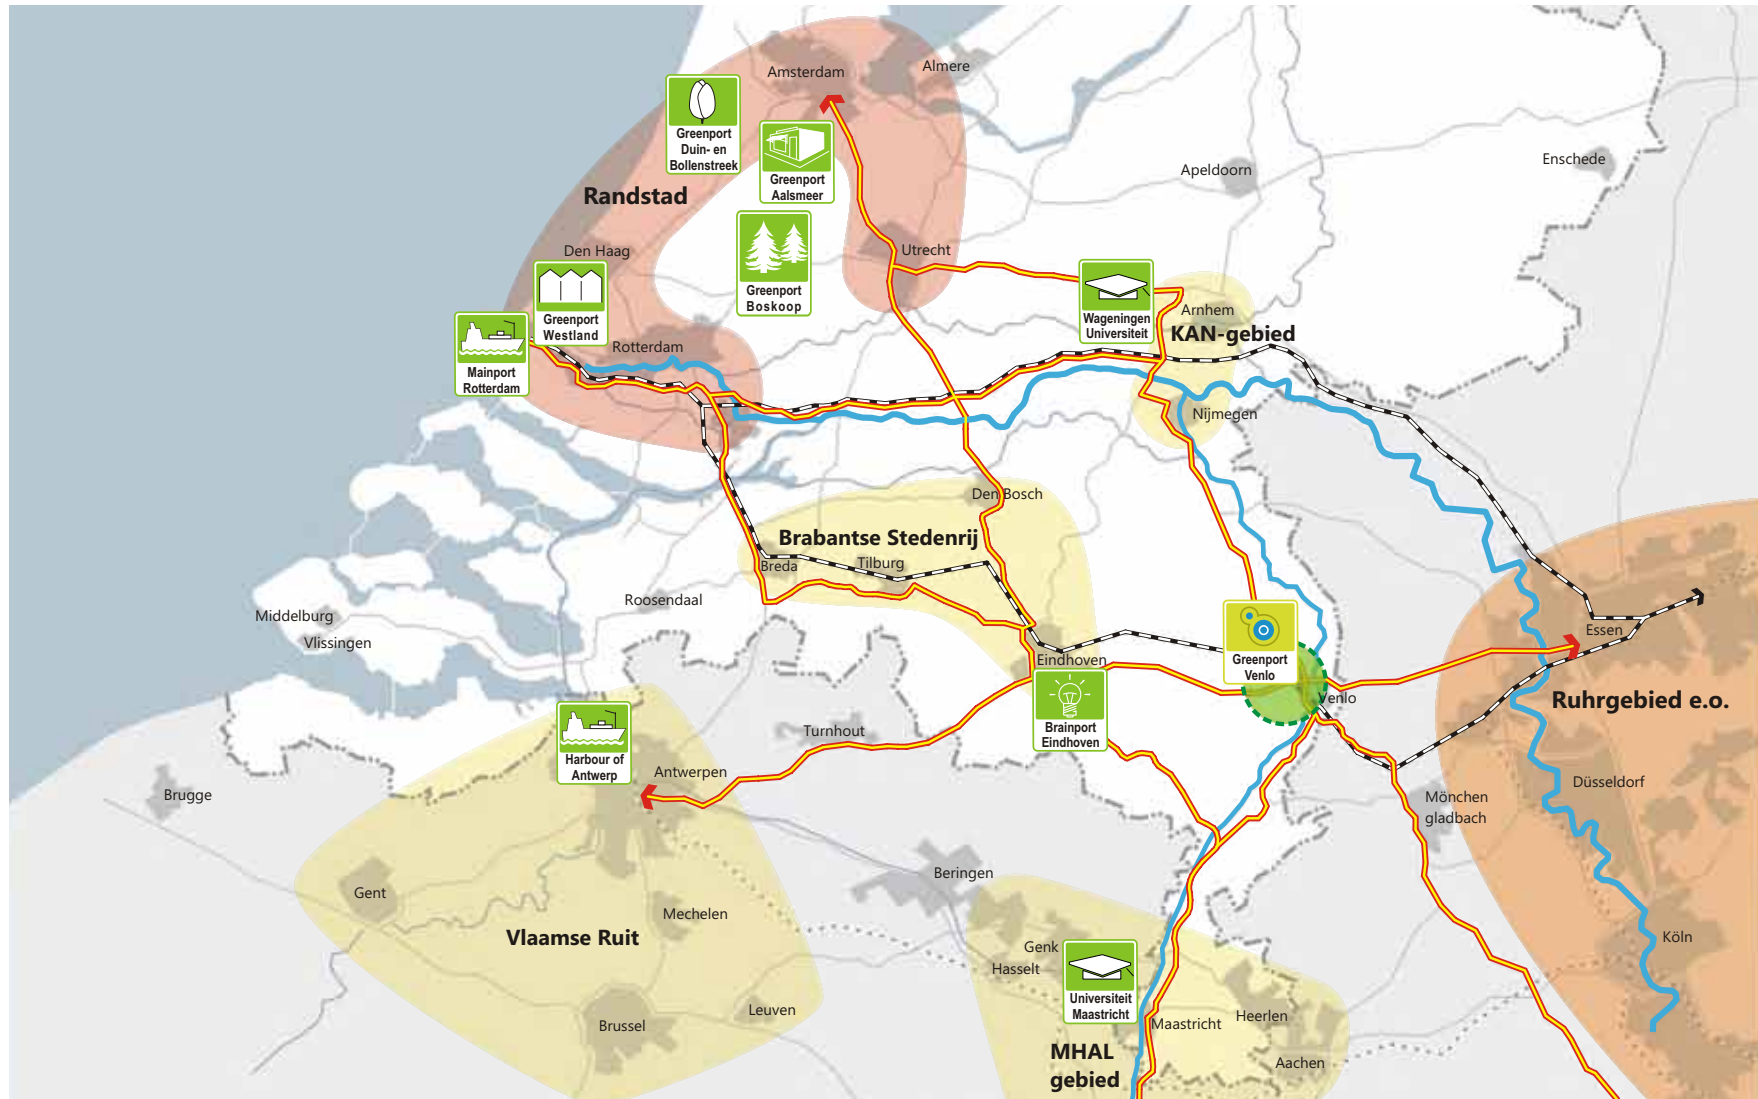 Amsterdam
Almere
Greenport
Duin- en
Bollenstreek
Greenport
Aalsmeer
Enschede
Apeldoorn
Randstad
Den Haag
Utrecht
Greenport
Boskoop
Greenport
Westland
Wageningen
Universiteit
Arnhem
KAN-gebied
Rotterdam
Mainport
Rotterdam
Nijmegen
Den Bosch
Brabantse Stedenrij
Breda
Tilburg
Roosendaal
Middelburg
Vlissingen
Essen
Eindhoven
Greenport
Venlo
Venlo
Ruhrgebied e.o.
Brainport
Eindhoven
Turnhout
Harbour of
Antwerp
Antwerpen
Brugge
Düsseldorf
Mönchen
gladbach
Beringen
Gent
Mechelen
Vlaamse Ruit
Köln
Genk
Hasselt
Universiteit
Maastricht
Leuven
Brussel
Maastricht
Heerlen
MHAL
gebied
Aachen